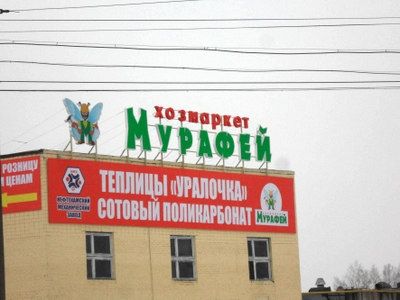 хозмаркет
МУРАФЕЙ
РОЗНИЦУ
ЦЕНАМ
НЕФТЕКАМСКИЙ
МЕХАНИЧЕСКИЙ
ЗАВОД
ТЕПЛИЦЫ «УРАЛОЧКА»
СОТОВЫЙ ПОЛИКАРБОНАТ
МУРАФЕЙ